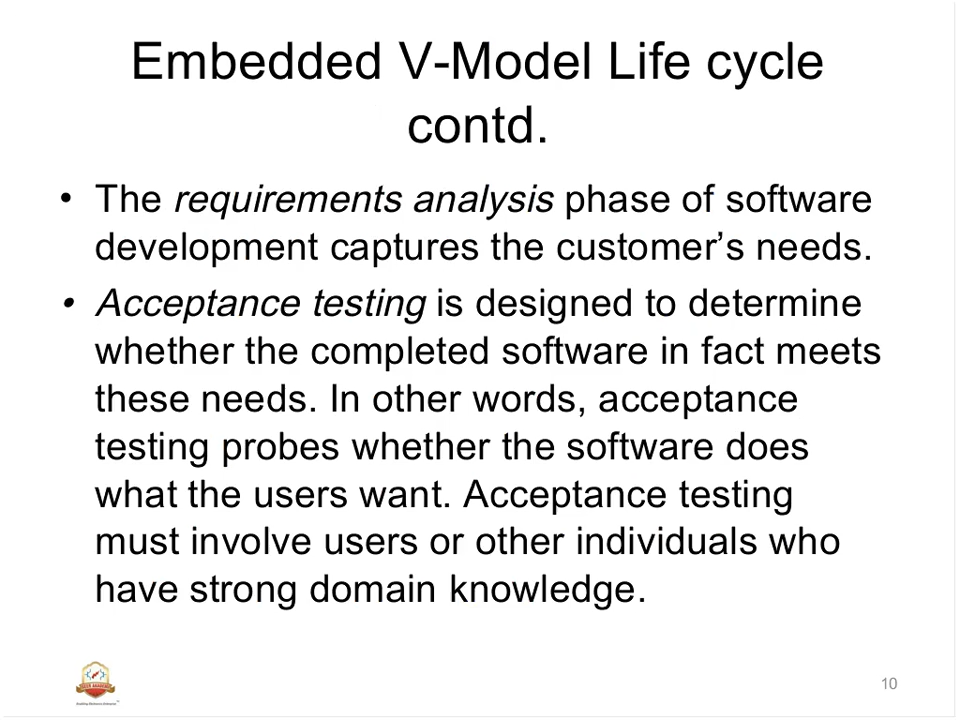 Embedded V-Model Life cycle
contd.
• The requirements analysis phase of software
development captures the customer’s needs.
• Acceptance testing is designed to determine
whether the completed software in fact meets
these needs. In other words, acceptance
testing probes whether the software does
what the users want. Acceptance testing
must involve users or other individuals who
have strong domain knowledge.
10